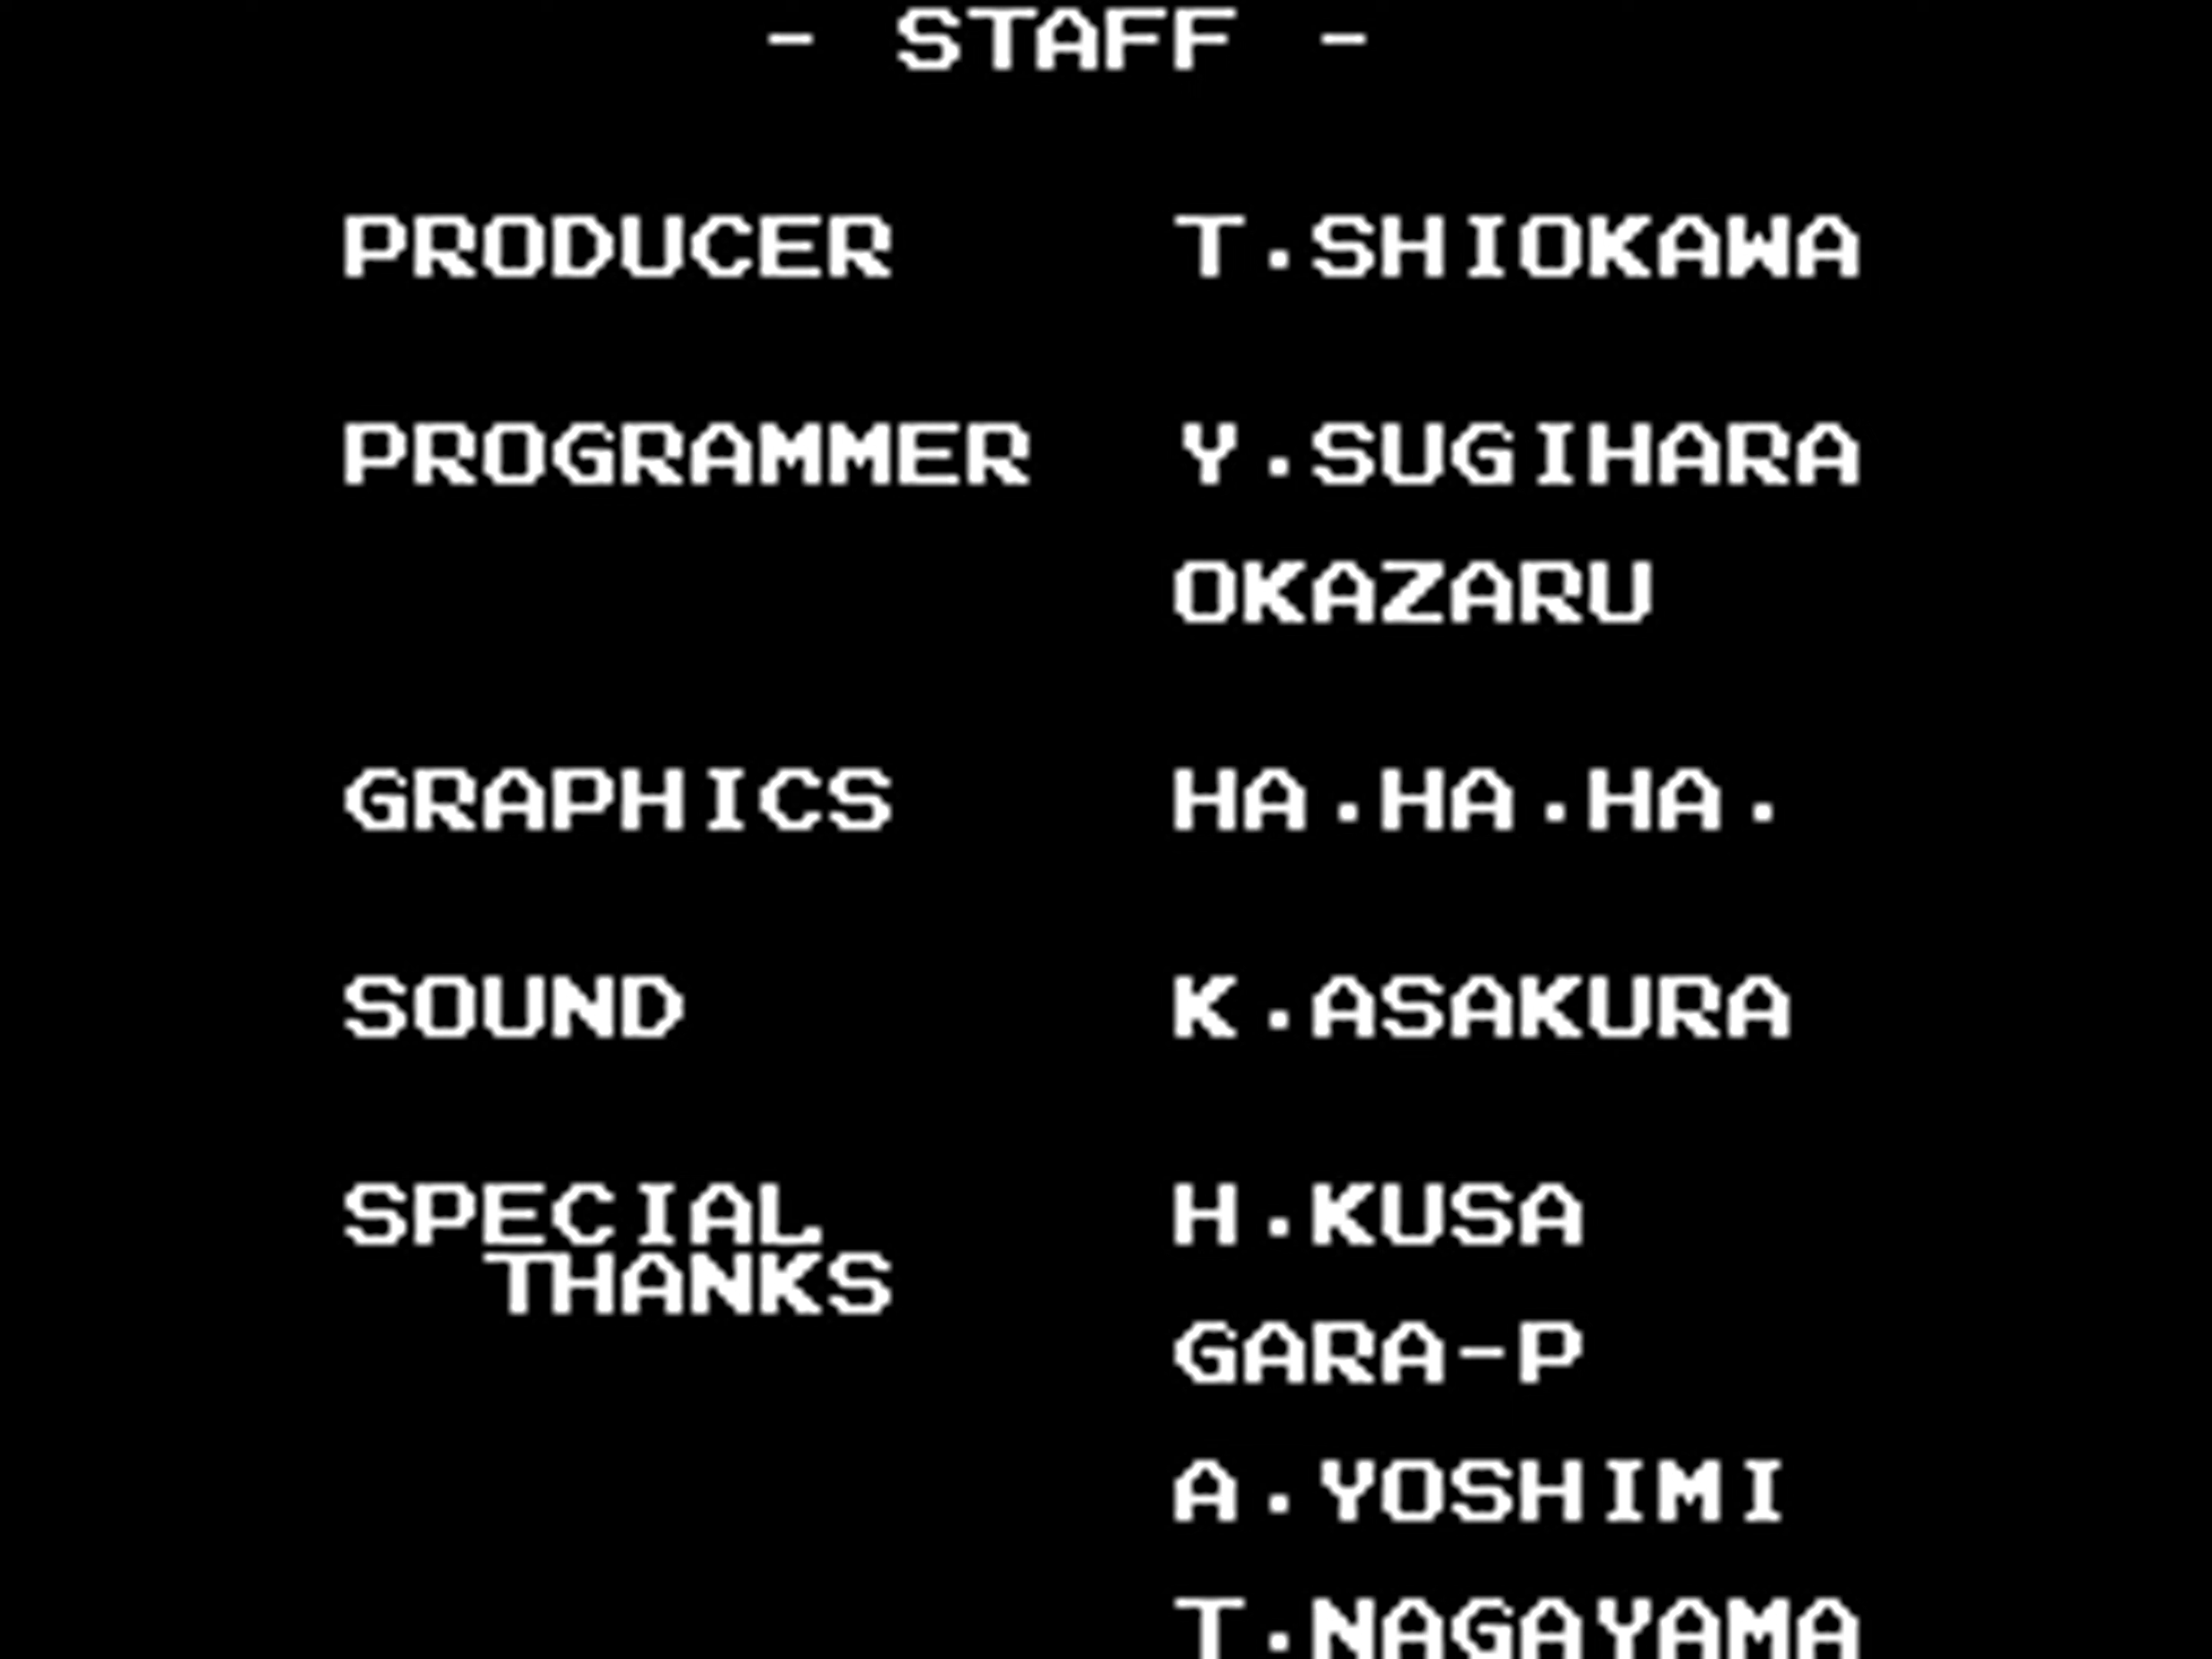 - STAFF -
PRODUCER T.SHIOKAWA
PROGRAMMER Y.SUGIHARA
OKAZARU
GRAPHICS HA.HA.HA.
SOUND K.ASAKURA
SPECIAL H.KUSA
THANKS
GARA-P
A.YOSHIMI
T.NAGAYAMA